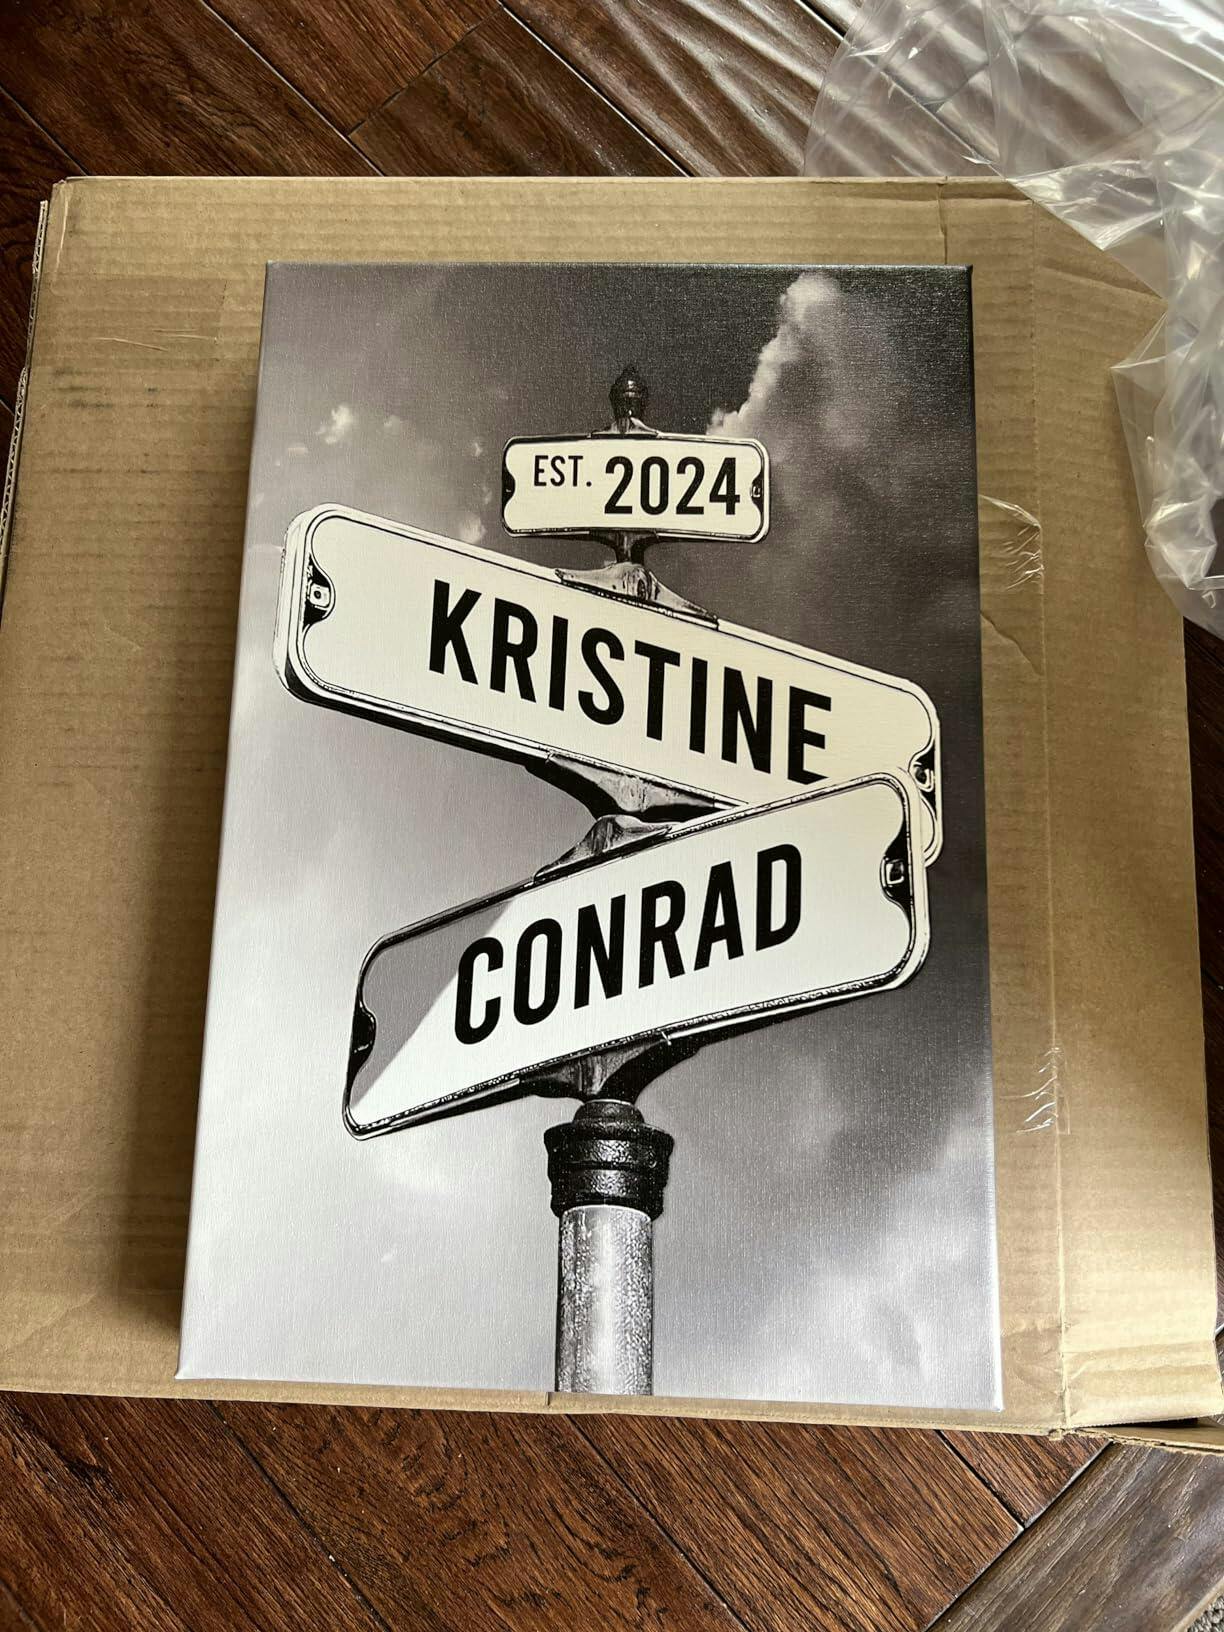 EST. 2024
KRISTINE
CONRAD